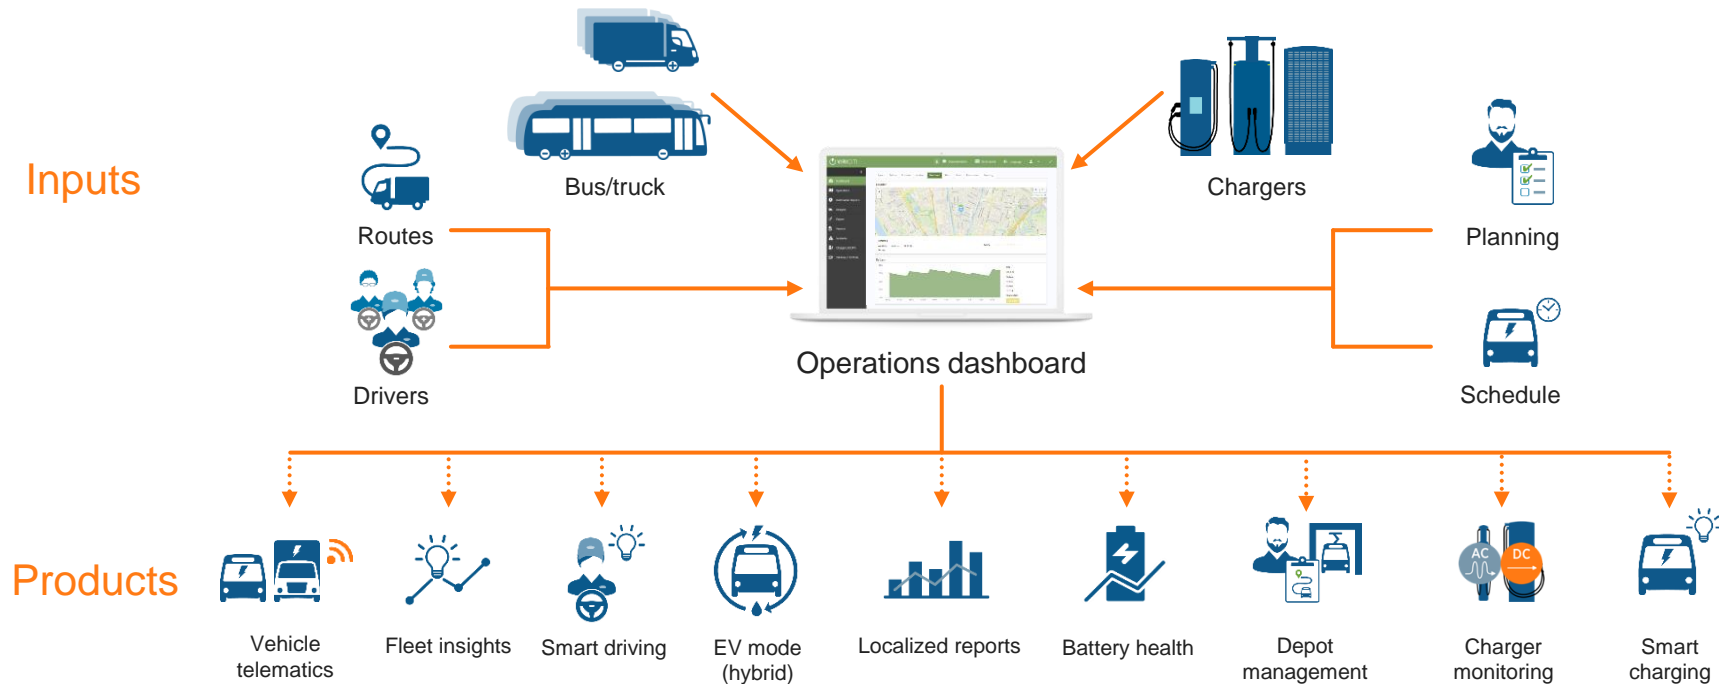 Inputs
Bus/truck
Chargers
Routes
Planning
Drivers
Operations dashboard
Schedule
Products
AC
DC
Vehicle
telematics
Fleet insights
Smart driving
EV mode
(hybrid)
Localized reports
Battery health
Depot
management
Charger
monitoring
Smart
charging